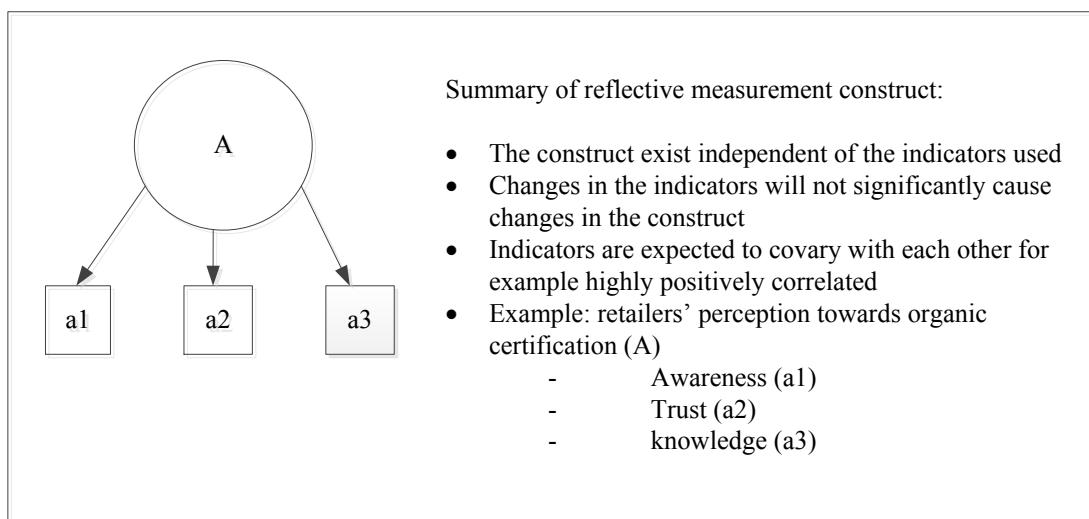 A
a1
a2
a3
Summary of reflective measurement construct:
• The construct exist independent of the indicators used
• Changes in the indicators will not significantly cause
changes in the construct
• Indicators are expected to covary with each other for
example highly positively correlated
• Example: retailers’ perception towards organic
certification (A)
- Awareness (a1)
- Trust (a2)
- knowledge (a3)